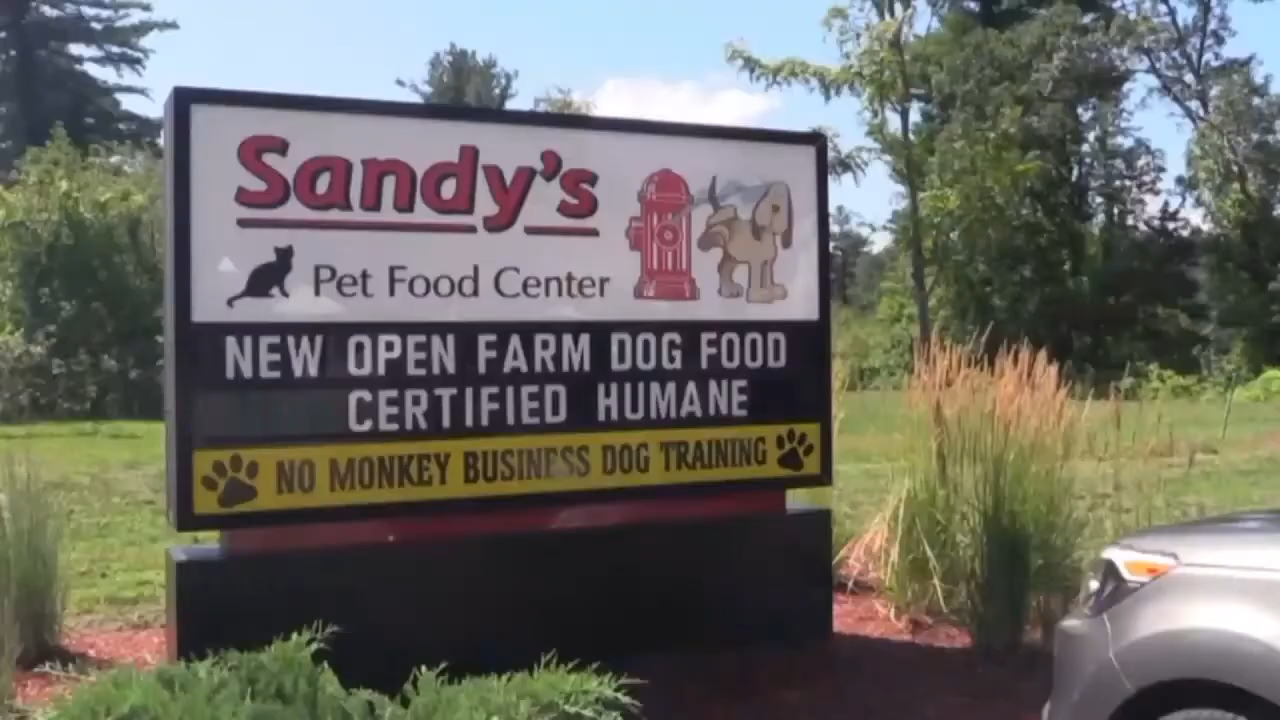 Sandy's
Pet Food Center
NEW OPEN FARM DOG FOOD
CERTIFIED HUMANE
NO MONKEY BUSINESS DOG TRAINING